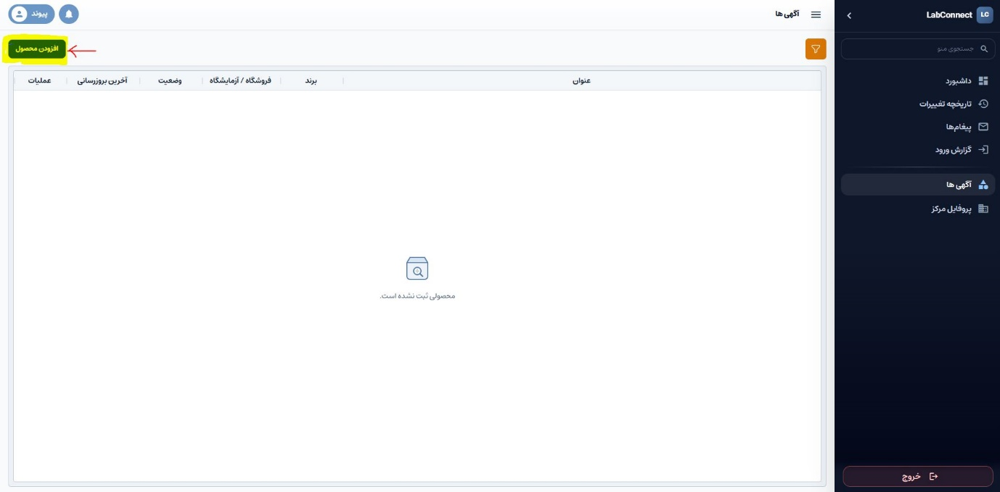 LabConnect LC
جستجوی منو
داشبورد
تاریخچه تغییرات
پیغام‌ها
گزارش ورود
آگهی ها
پروفایل مرکز
خروج
آگهی ها
پیوند
افزودن محصول
عنوان
برند
فروشگاه / آزمایشگاه
وضعیت
آخرین بروزرسانی
عملیات
محصولی ثبت نشده است.